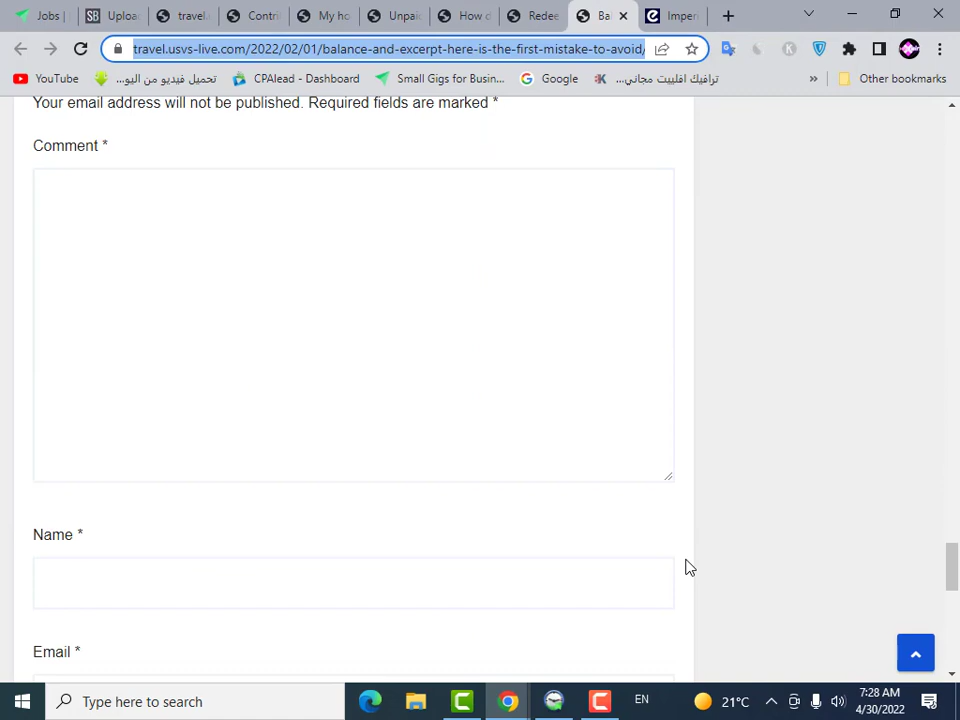 Jobs |
Uploa
travel.
Contri
My ho
Unpai
How d
Redee
Bal
Imper
travel.usvs-live.com/2022/02/01/balance-and-excerpt-here-is-the-first-mistake-to-avoid/
YouTube
تحميل فيديو من اليو...
CPAlead - Dashboard
Small Gigs for Busin...
Google
ترافيك افلييت مجاني...
»
Other bookmarks
Your email address will not be published. Required fields are marked *
Comment *
Name *
Email *
Type here to search
EN
21°C
7:28 AM
4/30/2022